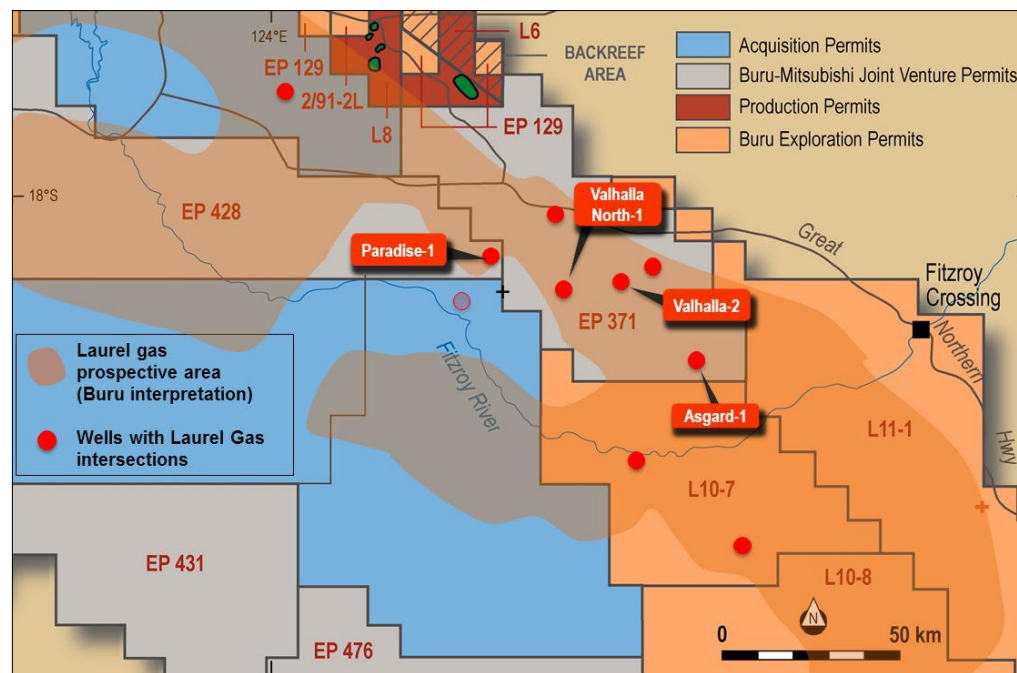 124°E
L6
BACKREEF
AREA
EP 129
2/91-2L
L8
EP 129
Acquisition Permits
Buru-Mitsubishi Joint Venture Permits
Production Permits
Buru Exploration Permits
18°S
EP 428
Valhalla
North-1
Paradise-1
Great
Fitzroy
Crossing
Valhalla-2
EP 371
Northern
Laurel gas
prospective area
(Buru interpretation)
Fitzroy River
Asgard-1
L11-1
Hwy
Wells with Laurel Gas
intersections
L10-7
EP 431
L10-8
N
0
50 km
EP 476